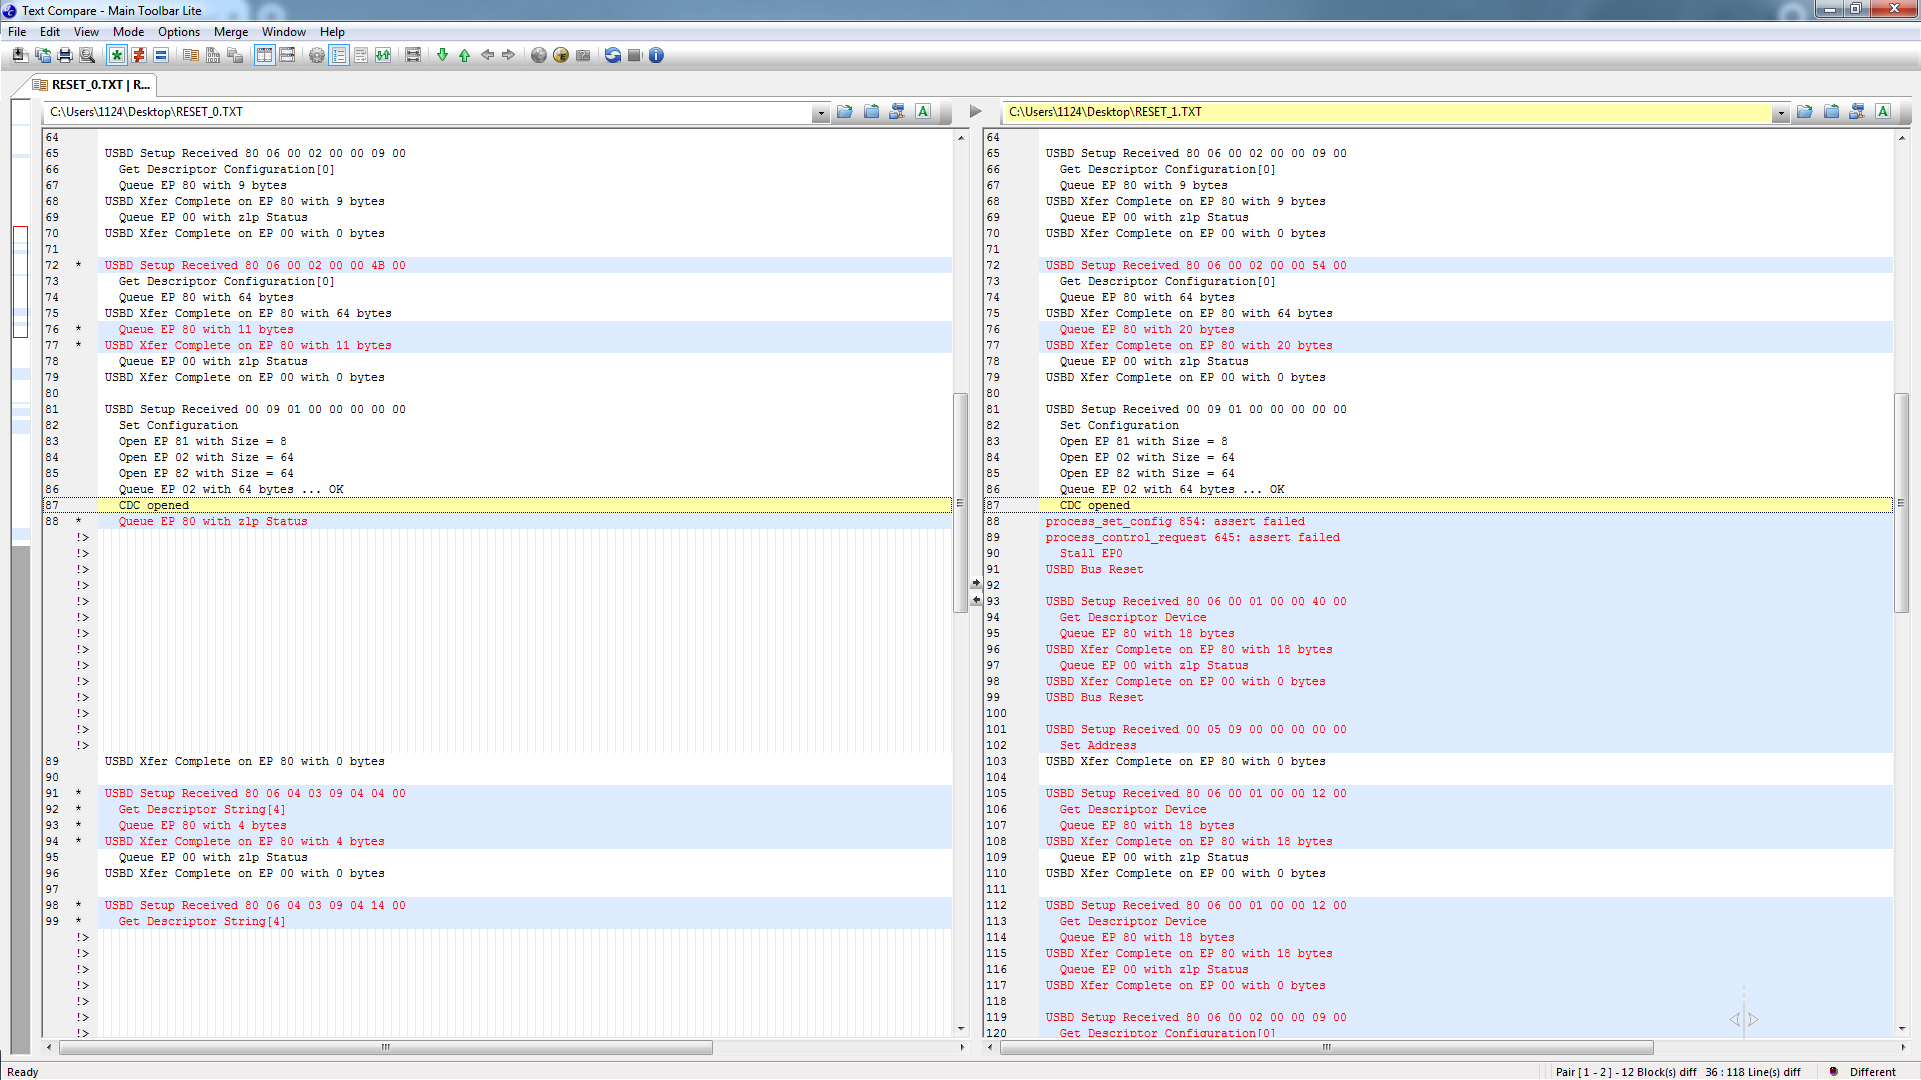 Text Compare - Main Toolbar Lite
File Edit View Mode Options Merge Window Help
RESET_0.TXT | R...
C:\Users\1124\Desktop\RESET_0.TXT
64
65 USBD Setup Received 80 06 00 02 00 00 09 00
66 Get Descriptor Configuration[0]
67 Queue EP 80 with 9 bytes
68 USBD Xfer Complete on EP 80 with 9 bytes
69 Queue EP 00 with zlp Status
70 USBD Xfer Complete on EP 00 with 0 bytes
71
72 * USBD Setup Received 80 06 00 02 00 00 4B 00
73 Get Descriptor Configuration[0]
74 Queue EP 80 with 64 bytes
75 USBD Xfer Complete on EP 80 with 64 bytes
76 * Queue EP 80 with 11 bytes
77 * USBD Xfer Complete on EP 80 with 11 bytes
78 Queue EP 00 with zlp Status
79 USBD Xfer Complete on EP 00 with 0 bytes
80
81 USBD Setup Received 00 09 01 00 00 00 00 00
82 Set Configuration
83 Open EP 81 with Size = 8
84 Open EP 02 with Size = 64
85 Open EP 82 with Size = 64
86 Queue EP 02 with 64 bytes ... OK
87 CDC opened
88 * Queue EP 80 with zlp Status
!>
!>
!>
!>
!>
!>
!>
!>
!>
!>
!>
!>
!>
!>
89 USBD Xfer Complete on EP 80 with 0 bytes
90
91 * USBD Setup Received 80 06 04 03 09 04 04 00
92 * Get Descriptor String[4]
93 * Queue EP 80 with 4 bytes
94 * USBD Xfer Complete on EP 80 with 4 bytes
95 Queue EP 00 with zlp Status
96 USBD Xfer Complete on EP 00 with 0 bytes
97
98 * USBD Setup Received 80 06 04 03 09 04 14 00
99 * Get Descriptor String[4]
!>
!>
!>
!>
!>
!>
!>
C:\Users\1124\Desktop\RESET_1.TXT
64
65 USBD Setup Received 80 06 00 02 00 00 09 00
66 Get Descriptor Configuration[0]
67 Queue EP 80 with 9 bytes
68 USBD Xfer Complete on EP 80 with 9 bytes
69 Queue EP 00 with zlp Status
70 USBD Xfer Complete on EP 00 with 0 bytes
71
72 USBD Setup Received 80 06 00 02 00 00 54 00
73 Get Descriptor Configuration[0]
74 Queue EP 80 with 64 bytes
75 USBD Xfer Complete on EP 80 with 64 bytes
76 Queue EP 80 with 20 bytes
77 USBD Xfer Complete on EP 80 with 20 bytes
78 Queue EP 00 with zlp Status
79 USBD Xfer Complete on EP 00 with 0 bytes
80
81 USBD Setup Received 00 09 01 00 00 00 00 00
82 Set Configuration
83 Open EP 81 with Size = 8
84 Open EP 02 with Size = 64
85 Open EP 82 with Size = 64
86 Queue EP 02 with 64 bytes ... OK
87 CDC opened
88 process_set_config 854: assert failed
89 process_control_request 645: assert failed
90 Stall EP0
91 USBD Bus Reset
92
93 USBD Setup Received 80 06 00 01 00 00 40 00
94 Get Descriptor Device
95 Queue EP 80 with 18 bytes
96 USBD Xfer Complete on EP 80 with 18 bytes
97 Queue EP 00 with zlp Status
98 USBD Xfer Complete on EP 00 with 0 bytes
99 USBD Bus Reset
100
101 USBD Setup Received 00 05 09 00 00 00 00 00
102 Set Address
103 USBD Xfer Complete on EP 80 with 0 bytes
104
105 USBD Setup Received 80 06 00 01 00 00 12 00
106 Get Descriptor Device
107 Queue EP 80 with 18 bytes
108 USBD Xfer Complete on EP 80 with 18 bytes
109 Queue EP 00 with zlp Status
110 USBD Xfer Complete on EP 00 with 0 bytes
111
112 USBD Setup Received 80 06 00 01 00 00 12 00
113 Get Descriptor Device
114 Queue EP 80 with 18 bytes
115 USBD Xfer Complete on EP 80 with 18 bytes
116 Queue EP 00 with zlp Status
117 USBD Xfer Complete on EP 00 with 0 bytes
118
119 USBD Setup Received 80 06 00 02 00 00 09 00
120 Get Descriptor Configuration[0]
Ready
Pair [ 1 - 2 ] - 12 Block(s) diff 36 : 118 Line(s) diff Different